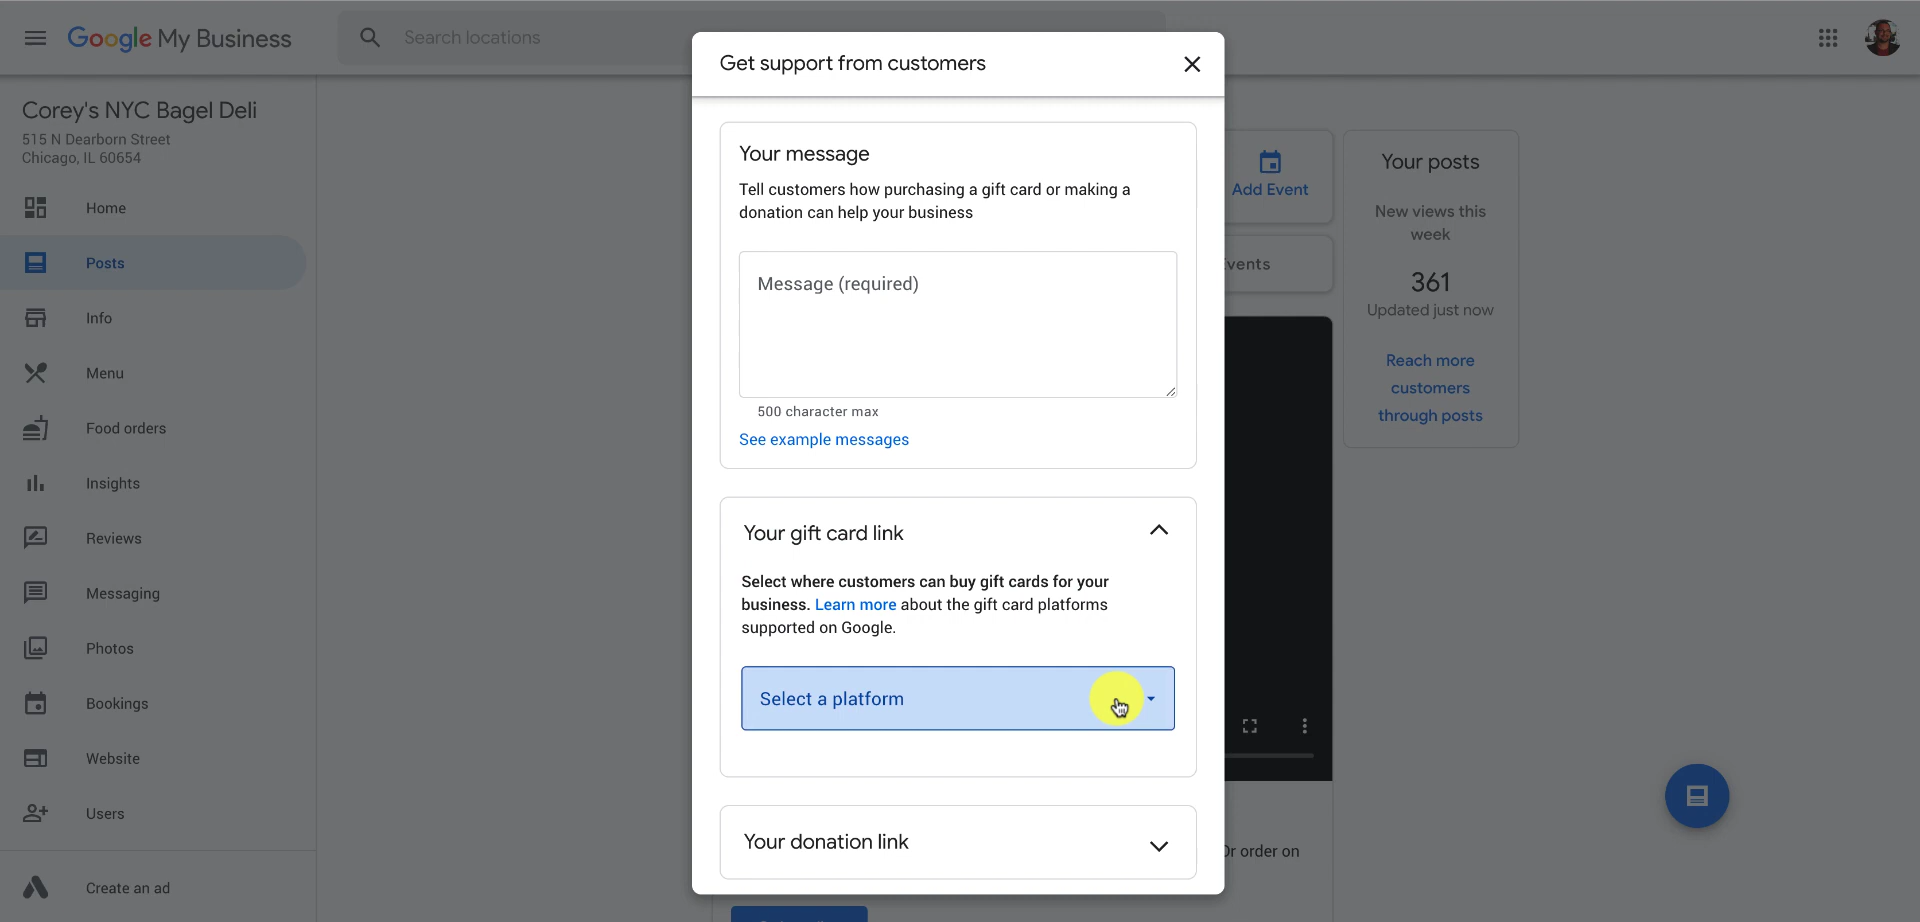 Google My Business
Search locations
Corey's NYC Bagel Deli
515 N Dearborn Street
Chicago, IL 60654
Home
Posts
Info
Menu
Food orders
Insights
Reviews
Messaging
Photos
Bookings
Website
Users
Create an ad
Get support from customers
Your message
Tell customers how purchasing a gift card or making a
donation can help your business
Message (required)
500 character max
See example messages
Your gift card link
Select where customers can buy gift cards for your
business. Learn more about the gift card platforms
supported on Google.
Select a platform
Your donation link
Add Event
Events
Or order on
Your posts
New views this
week
361
Updated just now
Reach more
customers
through posts